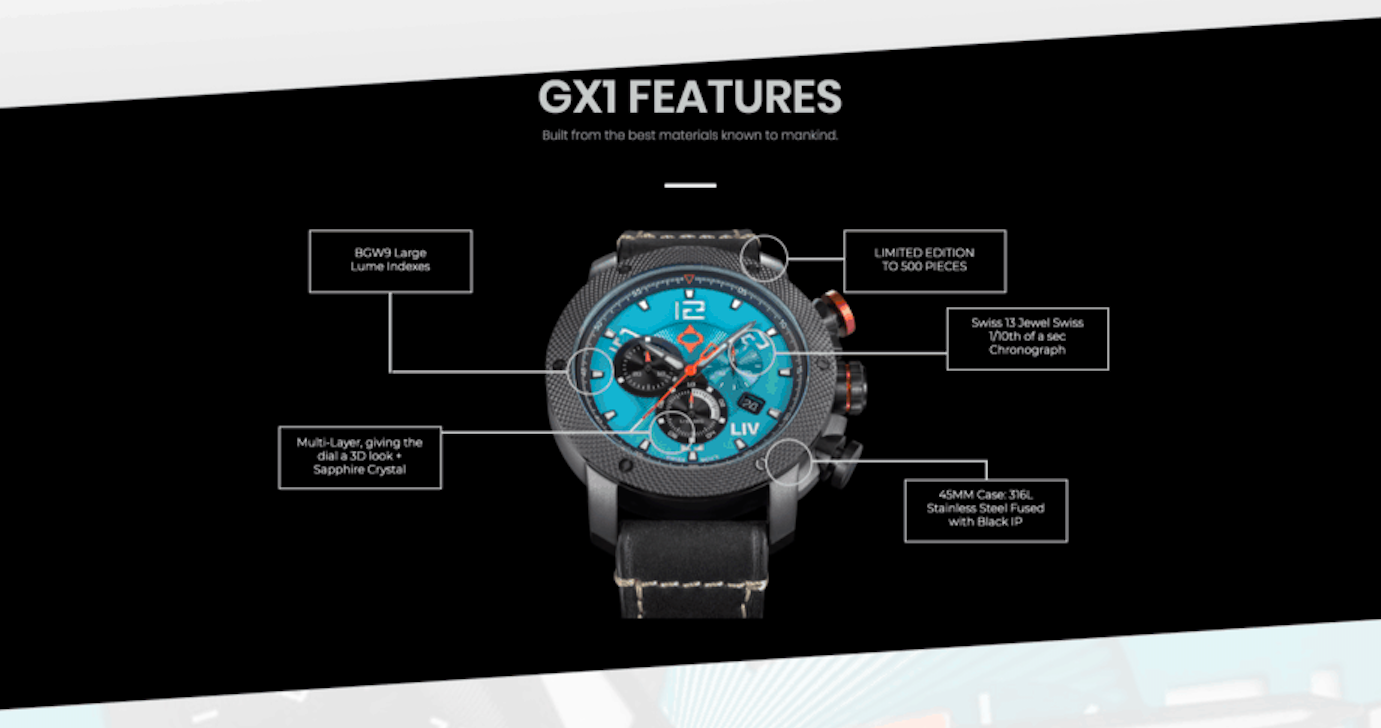 GX1 FEATURES
Built from the best materials known to mankind.
BGW9 Large
Lume Indexes
LIMITED EDITION
TO 500 PIECES
Swiss 13 Jewel Swiss
1/10th of a sec
Chronograph
Multi-Layer, giving the
dial a 3D look +
Sapphire Crystal
45MM Case: 316L
Stainless Steel Fused
with Black IP
12
20
LIV